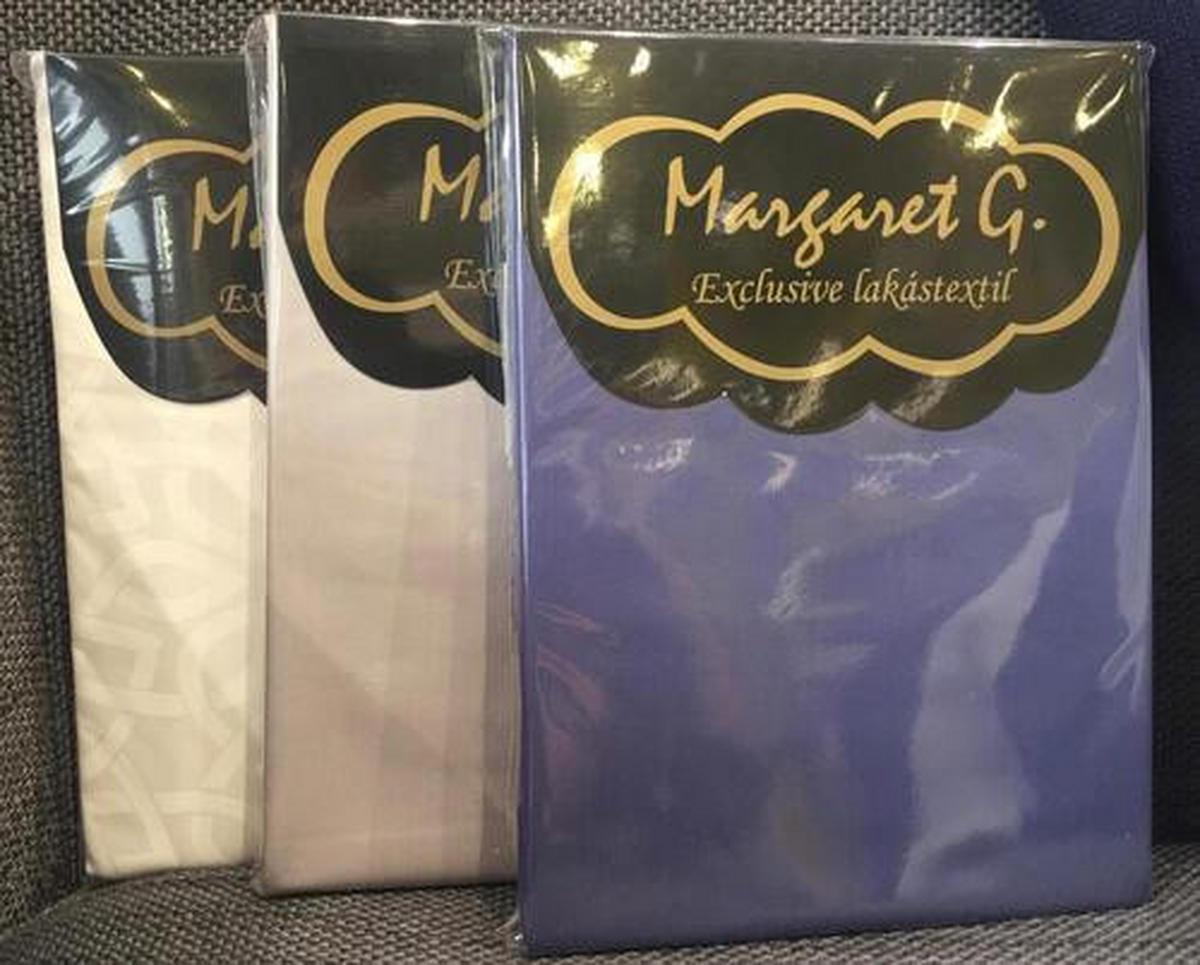 Margaret G.
Exclusive lakástextil